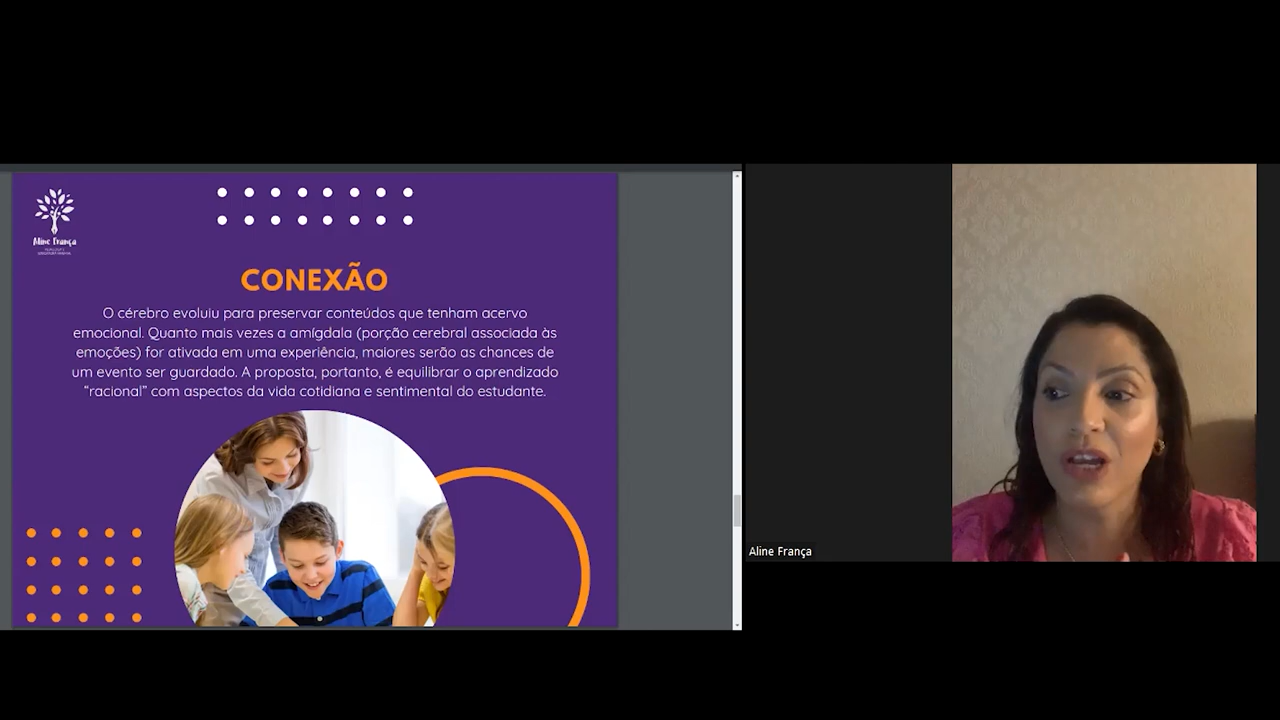 Aline França
CONEXÃO
O cérebro evoluiu para preservar conteúdos que tenham acervo
emocional. Quanto mais vezes a amígdala (porção cerebral associada às
emoções) for ativada em uma experiência, maiores serão as chances de
um evento ser guardado. A proposta, portanto, é equilibrar o aprendizado
“racional” com aspectos da vida cotidiana e sentimental do estudante.
Aline França